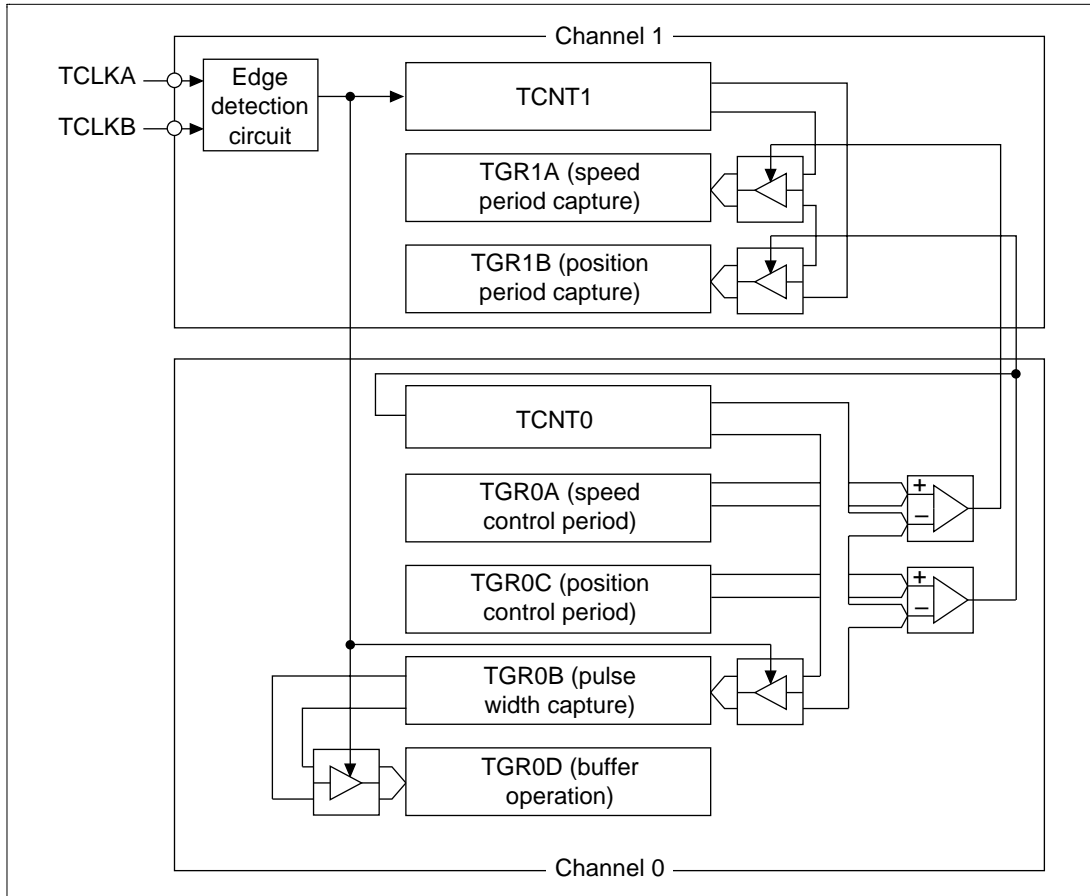 Channel 1
TCLKA
TCLKB
Edge
detection
circuit
TCNT1
TGR1A (speed
period capture)
TGR1B (position
period capture)
TCNT0
TGR0A (speed
control period)
+
−
TGR0C (position
control period)
+
−
TGR0B (pulse
width capture)
TGR0D (buffer
operation)
Channel 0